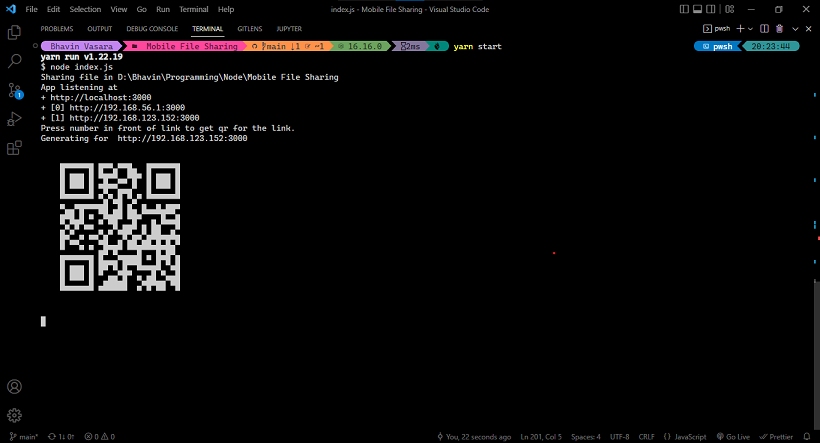 File Edit Selection View Go Run Terminal Help index.js - Mobile File Sharing - Visual Studio Code
PROBLEMS OUTPUT DEBUG CONSOLE TERMINAL GITLENS JUPYTER pwsh
Bhavin Vasara Mobile File Sharing main ↓1 ~1 16.16.0 2ms yarn start pwsh 20:23:44
yarn run v1.22.19
$ node index.js
Sharing file in D:\Bhavin\Programming\Node\Mobile File Sharing
App listening at
+ http://localhost:3000
+ [0] http://192.168.56.1:3000
+ [1] http://192.168.123.152:3000
Press number in front of link to get qr for the link.
Generating for http://192.168.123.152:3000
1
main* 1↓ 0↑ 0 0 You, 22 seconds ago Ln 201, Col 5 Spaces: 4 UTF-8 CRLF {} JavaScript Go Live Prettier